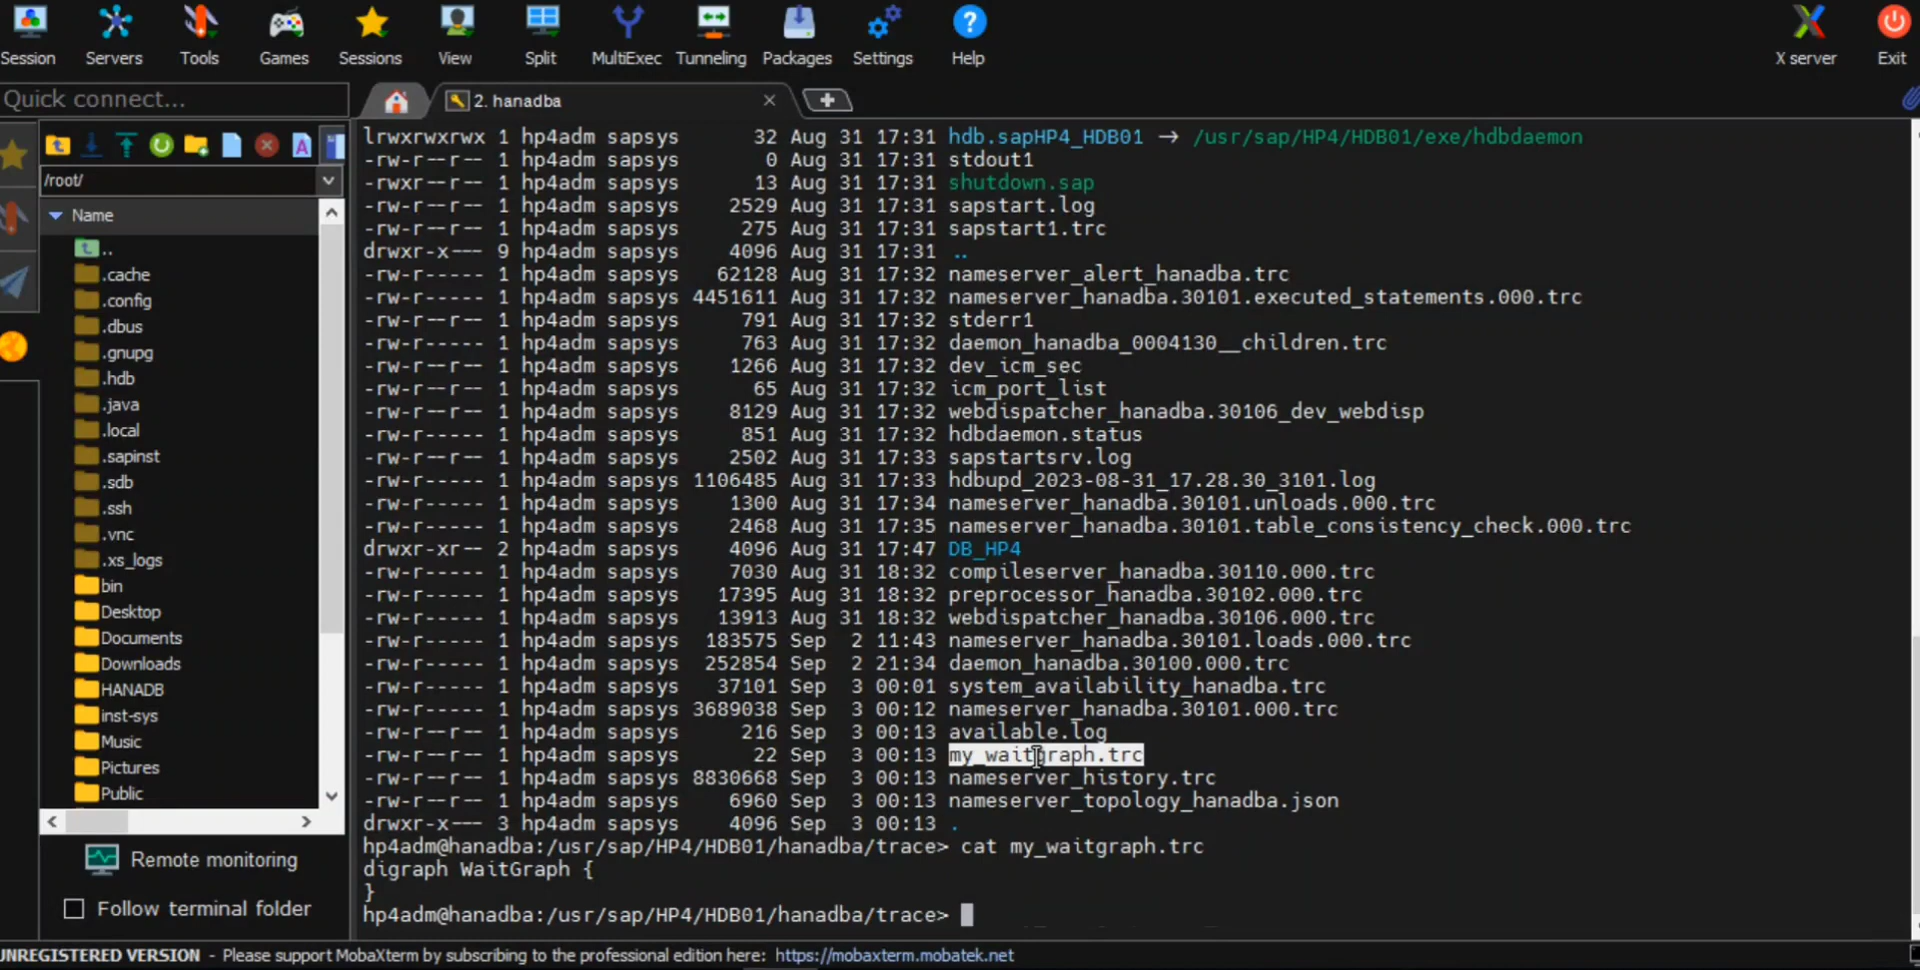 Session Servers Tools Games Sessions View Split MultiExec Tunneling Packages Settings Help X server Exit
Quick connect...
2. hanadba
/root/
Name
..
.cache
.config
.dbus
.gnupg
.hdb
.java
.local
.sapinst
.sdb
.ssh
.vnc
.xs_logs
bin
Desktop
Documents
Downloads
HANADB
inst-sys
Music
Pictures
Public
Remote monitoring
Follow terminal folder
lrwxrwxrwx 1 hp4adm sapsys 32 Aug 31 17:31 hdb.sapHP4_HDB01 → /usr/sap/HP4/HDB01/exe/hdbdaemon
-rw-r--r-- 1 hp4adm sapsys 0 Aug 31 17:31 stdout1
-rwxr--r-- 1 hp4adm sapsys 13 Aug 31 17:31 shutdown.sap
-rw-r--r-- 1 hp4adm sapsys 2529 Aug 31 17:31 sapstart.log
-rw-r--r-- 1 hp4adm sapsys 275 Aug 31 17:31 sapstart1.trc
drwxr-x--- 9 hp4adm sapsys 4096 Aug 31 17:31 ..
-rw-r----- 1 hp4adm sapsys 62128 Aug 31 17:32 nameserver_alert_hanadba.trc
-rw-r----- 1 hp4adm sapsys 4451611 Aug 31 17:32 nameserver_hanadba.30101.executed_statements.000.trc
-rw-r--r-- 1 hp4adm sapsys 791 Aug 31 17:32 stderr1
-rw-r----- 1 hp4adm sapsys 763 Aug 31 17:32 daemon_hanadba_0004130__children.trc
-rw-r--r-- 1 hp4adm sapsys 1266 Aug 31 17:32 dev_icm_sec
-rw-r--r-- 1 hp4adm sapsys 65 Aug 31 17:32 icm_port_list
-rw-r--r-- 1 hp4adm sapsys 8129 Aug 31 17:32 webdispatcher_hanadba.30106_dev_webdisp
-rw-r----- 1 hp4adm sapsys 851 Aug 31 17:32 hdbdaemon.status
-rw-r--r-- 1 hp4adm sapsys 2502 Aug 31 17:33 sapstartsrv.log
-rw-r----- 1 hp4adm sapsys 1106485 Aug 31 17:33 hdbupd_2023-08-31_17.28.30_3101.log
-rw-r----- 1 hp4adm sapsys 1300 Aug 31 17:34 nameserver_hanadba.30101.unloads.000.trc
-rw-r----- 1 hp4adm sapsys 2468 Aug 31 17:35 nameserver_hanadba.30101.table_consistency_check.000.trc
drwxr-xr-- 2 hp4adm sapsys 4096 Aug 31 17:47 DB_HP4
-rw-r----- 1 hp4adm sapsys 7030 Aug 31 18:32 compileserver_hanadba.30110.000.trc
-rw-r----- 1 hp4adm sapsys 17395 Aug 31 18:32 preprocessor_hanadba.30102.000.trc
-rw-r----- 1 hp4adm sapsys 13913 Aug 31 18:32 webdispatcher_hanadba.30106.000.trc
-rw-r----- 1 hp4adm sapsys 183575 Sep 2 11:43 nameserver_hanadba.30101.loads.000.trc
-rw-r----- 1 hp4adm sapsys 252854 Sep 2 21:34 daemon_hanadba.30100.000.trc
-rw-r----- 1 hp4adm sapsys 37101 Sep 3 00:01 system_availability_hanadba.trc
-rw-r----- 1 hp4adm sapsys 3689038 Sep 3 00:12 nameserver_hanadba.30101.000.trc
-rw-r--r-- 1 hp4adm sapsys 216 Sep 3 00:13 available.log
-rw-r--r-- 1 hp4adm sapsys 22 Sep 3 00:13 my_waitgraph.trc
-rw-r--r-- 1 hp4adm sapsys 8830668 Sep 3 00:13 nameserver_history.trc
-rw-r--r-- 1 hp4adm sapsys 6960 Sep 3 00:13 nameserver_topology_hanadba.json
drwxr-x--- 3 hp4adm sapsys 4096 Sep 3 00:13 .
hp4adm@hanadba:/usr/sap/HP4/HDB01/hanadba/trace> cat my_waitgraph.trc
digraph WaitGraph {
}
hp4adm@hanadba:/usr/sap/HP4/HDB01/hanadba/trace>
UNREGISTERED VERSION - Please support MobaXterm by subscribing to the professional edition here: https://mobaxterm.mobatek.net